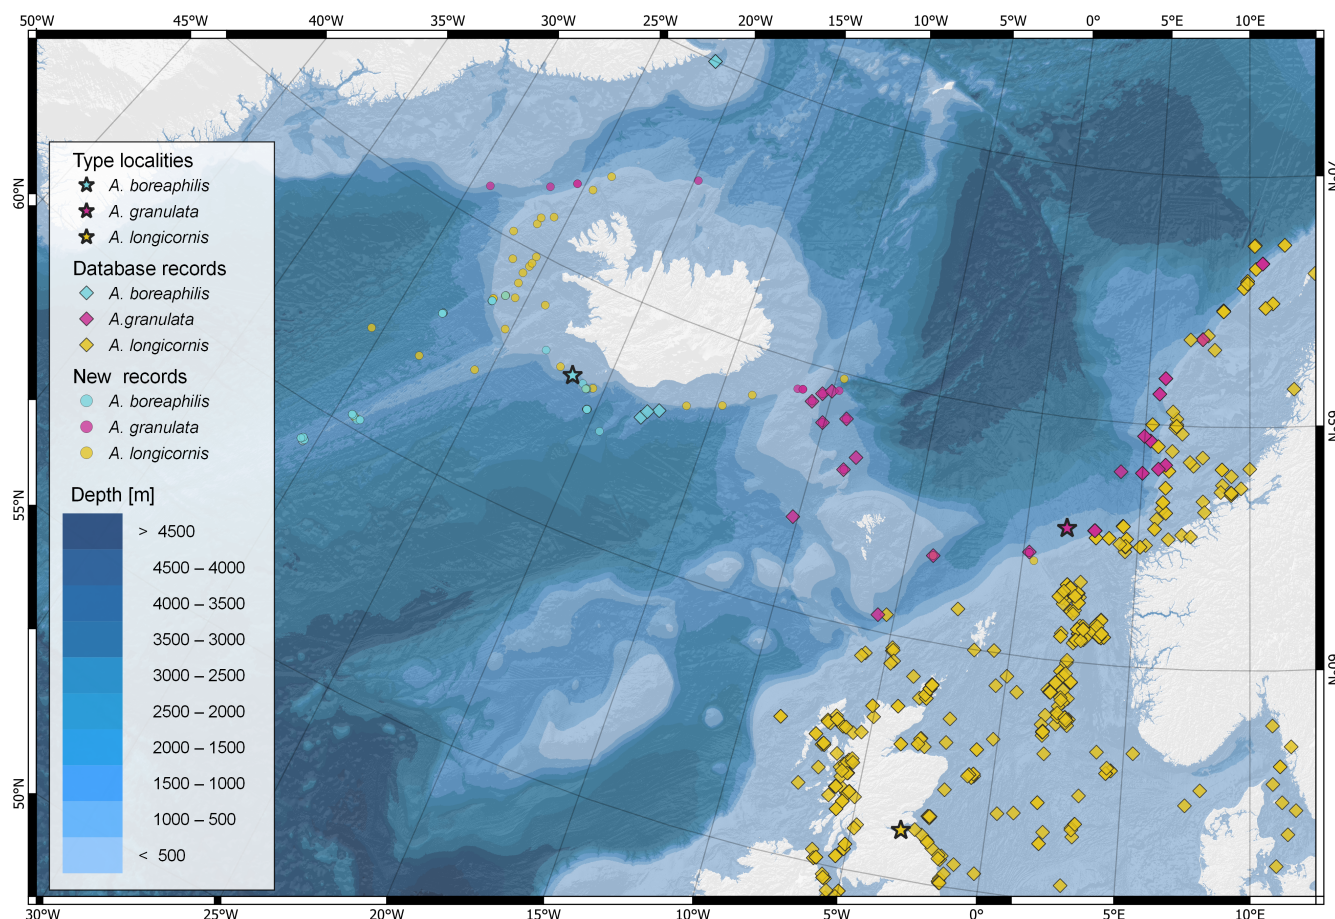 50°W 45°W 40°W 35°W 30°W 25°W 20°W 15°W 10°W 5°W 0° 5°E 10°E
70°N
60°N
Type localities
A. boreaphilis
A. granulata
A. longicornis
Database records
A. boreaphilis
A.granulata
A. longicornis
New records
A. boreaphilis
A. granulata
A. longicornis
65°N
Depth [m]
55°N
> 4500
4500 – 4000
4000 – 3500
3500 – 3000
3000 – 2500
60°N
2500 – 2000
2000 – 1500
1500 – 1000
50°N
1000 – 500
< 500
30°W 25°W 20°W 15°W 10°W 5°W 0° 5°E 10°E